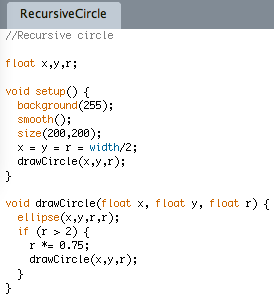 RecursiveCircle
//Recursive circle
float x,y,r;
void setup() {
  background(255);
  smooth();
  size(200,200);
  x = y = r = width/2;
  drawCircle(x,y,r);
}
void drawCircle(float x, float y, float r) {
  ellipse(x,y,r,r);
  if (r > 2) {
    r *= 0.75;
    drawCircle(x,y,r);
  }
}